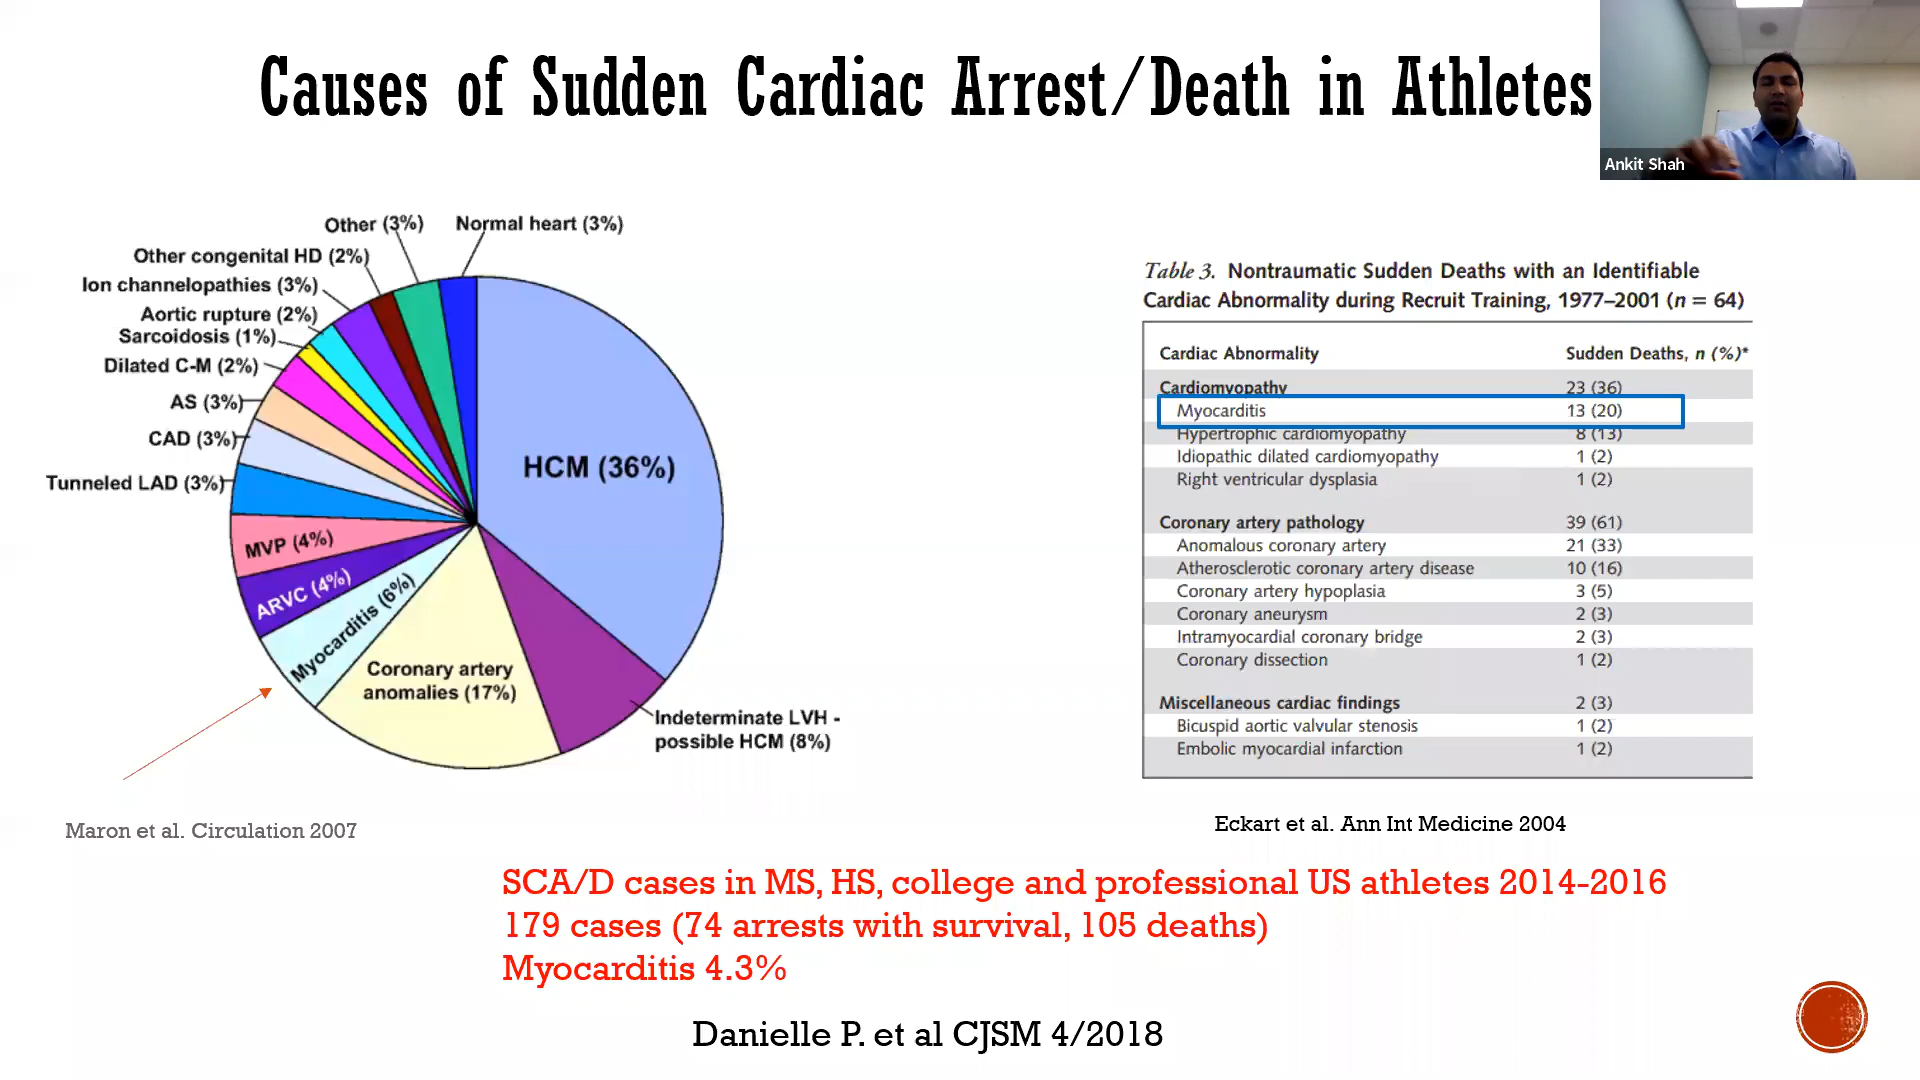 Causes of Sudden Cardiac Arrest/Death in Athletes
Ankit Shah
Other (3%)
Normal heart (3%)
Other congenital HD (2%)
Ion channelopathies (3%)
Aortic rupture (2%)
Sarcoidosis (1%)
Dilated C-M (2%)
AS (3%)
CAD (3%)
Tunneled LAD (3%)
MVP (4%)
ARVC (4%)
Myocarditis (6%)
Coronary artery
anomalies (17%)
HCM (36%)
Indeterminate LVH -
possible HCM (8%)
Maron et al. Circulation 2007
Table 3. Nontraumatic Sudden Deaths with an Identifiable
Cardiac Abnormality during Recruit Training, 1977–2001 (n = 64)
Cardiac Abnormality Sudden Deaths, n (%)*
Cardiomyopathy 23 (36)
Myocarditis 13 (20)
Hypertrophic cardiomyopathy 8 (13)
Idiopathic dilated cardiomyopathy 1 (2)
Right ventricular dysplasia 1 (2)
Coronary artery pathology 39 (61)
Anomalous coronary artery 21 (33)
Atherosclerotic coronary artery disease 10 (16)
Coronary artery hypoplasia 3 (5)
Coronary aneurysm 2 (3)
Intramyocardial coronary bridge 2 (3)
Coronary dissection 1 (2)
Miscellaneous cardiac findings 2 (3)
Bicuspid aortic valvular stenosis 1 (2)
Embolic myocardial infarction 1 (2)
Eckart et al. Ann Int Medicine 2004
SCA/D cases in MS, HS, college and professional US athletes 2014-2016
179 cases (74 arrests with survival, 105 deaths)
Myocarditis 4.3%
Danielle P. et al CJSM 4/2018